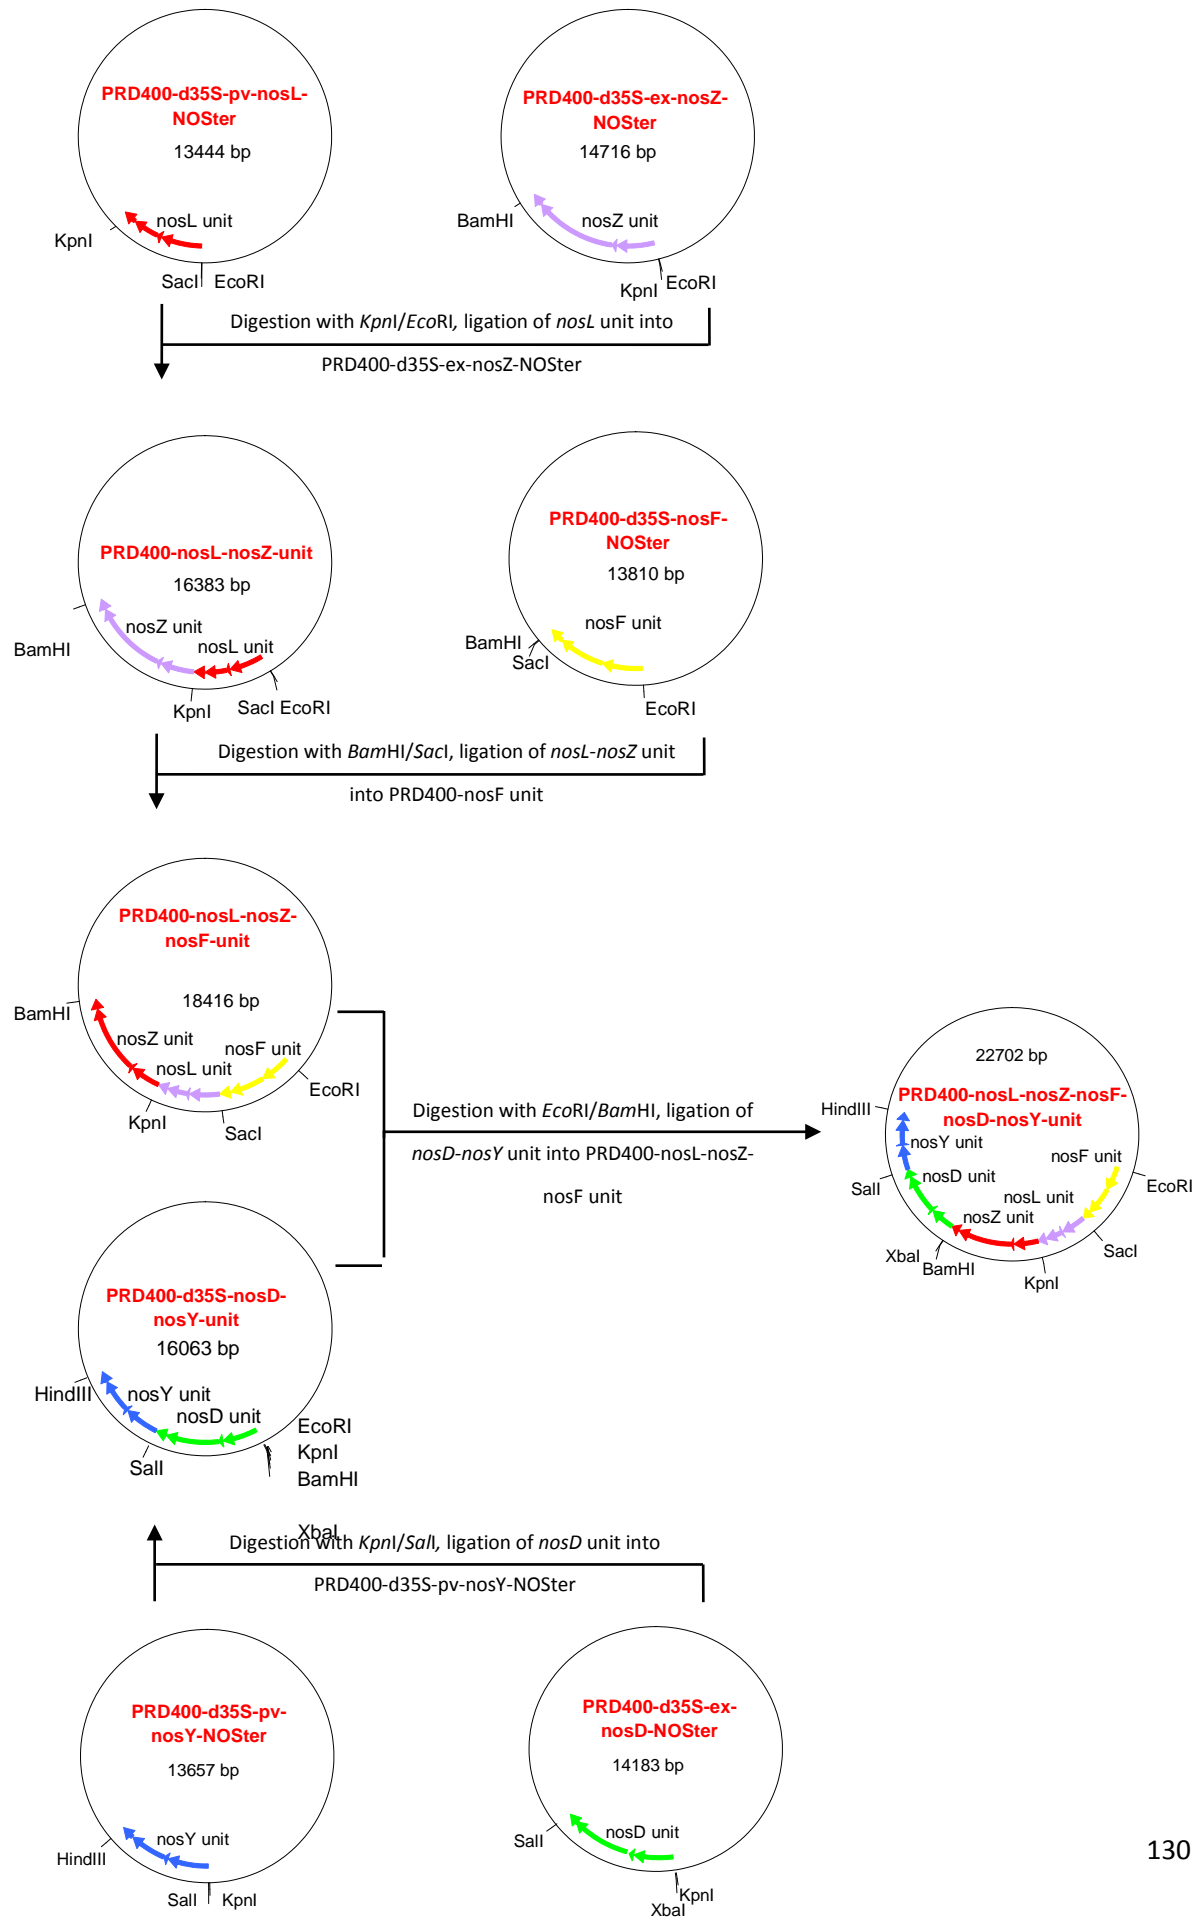 PRD400-d35S-pv-nosL-
NOSter
13444 bp
nosL unit
KpnI
SacI
EcoRI
PRD400-d35S-ex-nosZ-
NOSter
14716 bp
BamHI
nosZ unit
KpnI
EcoRI
Digestion with KpnI/EcoRI, ligation of nosL unit into
PRD400-d35S-ex-nosZ-NOSter
PRD400-nosL-nosZ-unit
16383 bp
nosZ unit
nosL unit
BamHI
KpnI
SacI EcoRI
PRD400-d35S-nosF-
NOSter
13810 bp
nosF unit
BamHI
SacI
EcoRI
Digestion with BamHI/SacI, ligation of nosL-nosZ unit
into PRD400-nosF unit
PRD400-nosL-nosZ-
nosF-unit
18416 bp
BamHI
nosZ unit
nosL unit
nosF unit
EcoRI
KpnI
SacI
Digestion with EcoRI/BamHI, ligation of
nosD-nosY unit into PRD400-nosL-nosZ-
nosF unit
22702 bp
PRD400-nosL-nosZ-nosF-
nosD-nosY-unit
HindIII
nosY unit
nosF unit
SalI
nosD unit
EcoRI
nosL unit
nosZ unit
XbaI
BamHI
KpnI
SacI
PRD400-d35S-nosD-
nosY-unit
16063 bp
HindIII
nosY unit
nosD unit
SalI
EcoRI
KpnI
BamHI
XbaI
Digestion with KpnI/SalI, ligation of nosD unit into
PRD400-d35S-pv-nosY-NOSter
PRD400-d35S-pv-
nosY-NOSter
13657 bp
nosY unit
HindIII
SalI
KpnI
PRD400-d35S-ex-
nosD-NOSter
14183 bp
SalI
nosD unit
KpnI
XbaI
130